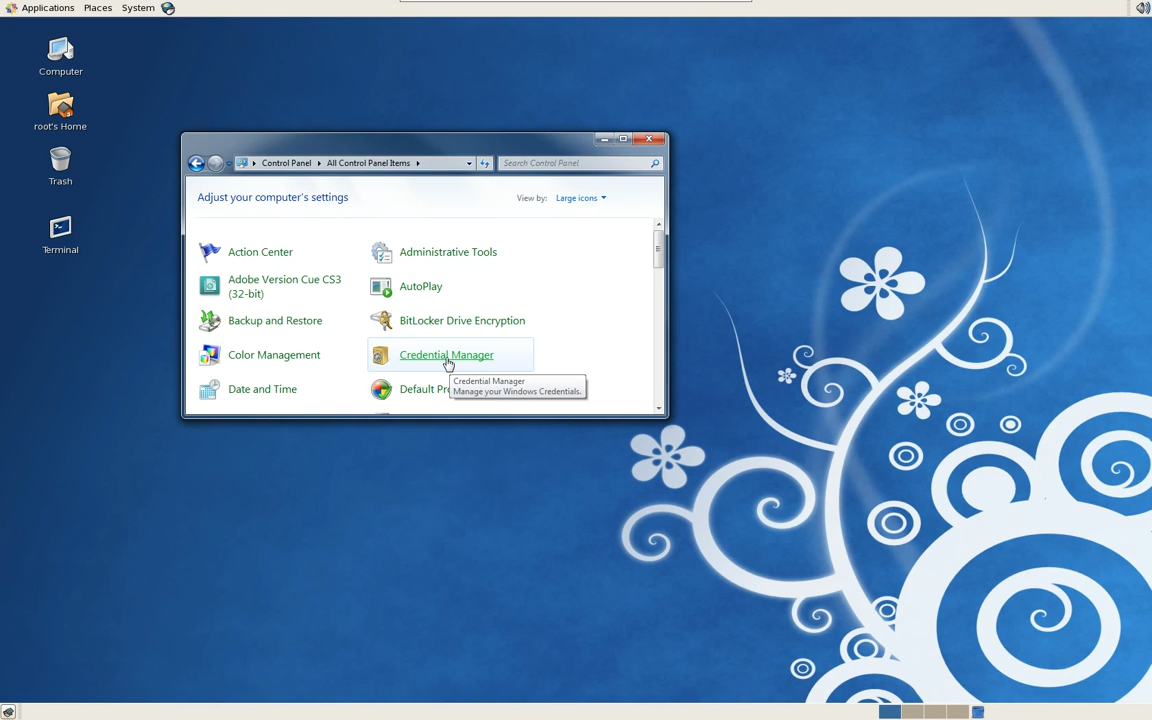 Applications Places System
Computer
root's Home
Trash
Terminal
Control Panel All Control Panel Items Search Control Panel
Adjust your computer's settings View by: Large icons
Action Center Administrative Tools
Adobe Version Cue CS3 (32-bit) AutoPlay
Backup and Restore BitLocker Drive Encryption
Color Management Credential Manager
Date and Time Default
Credential Manager
Manage your Windows Credentials.